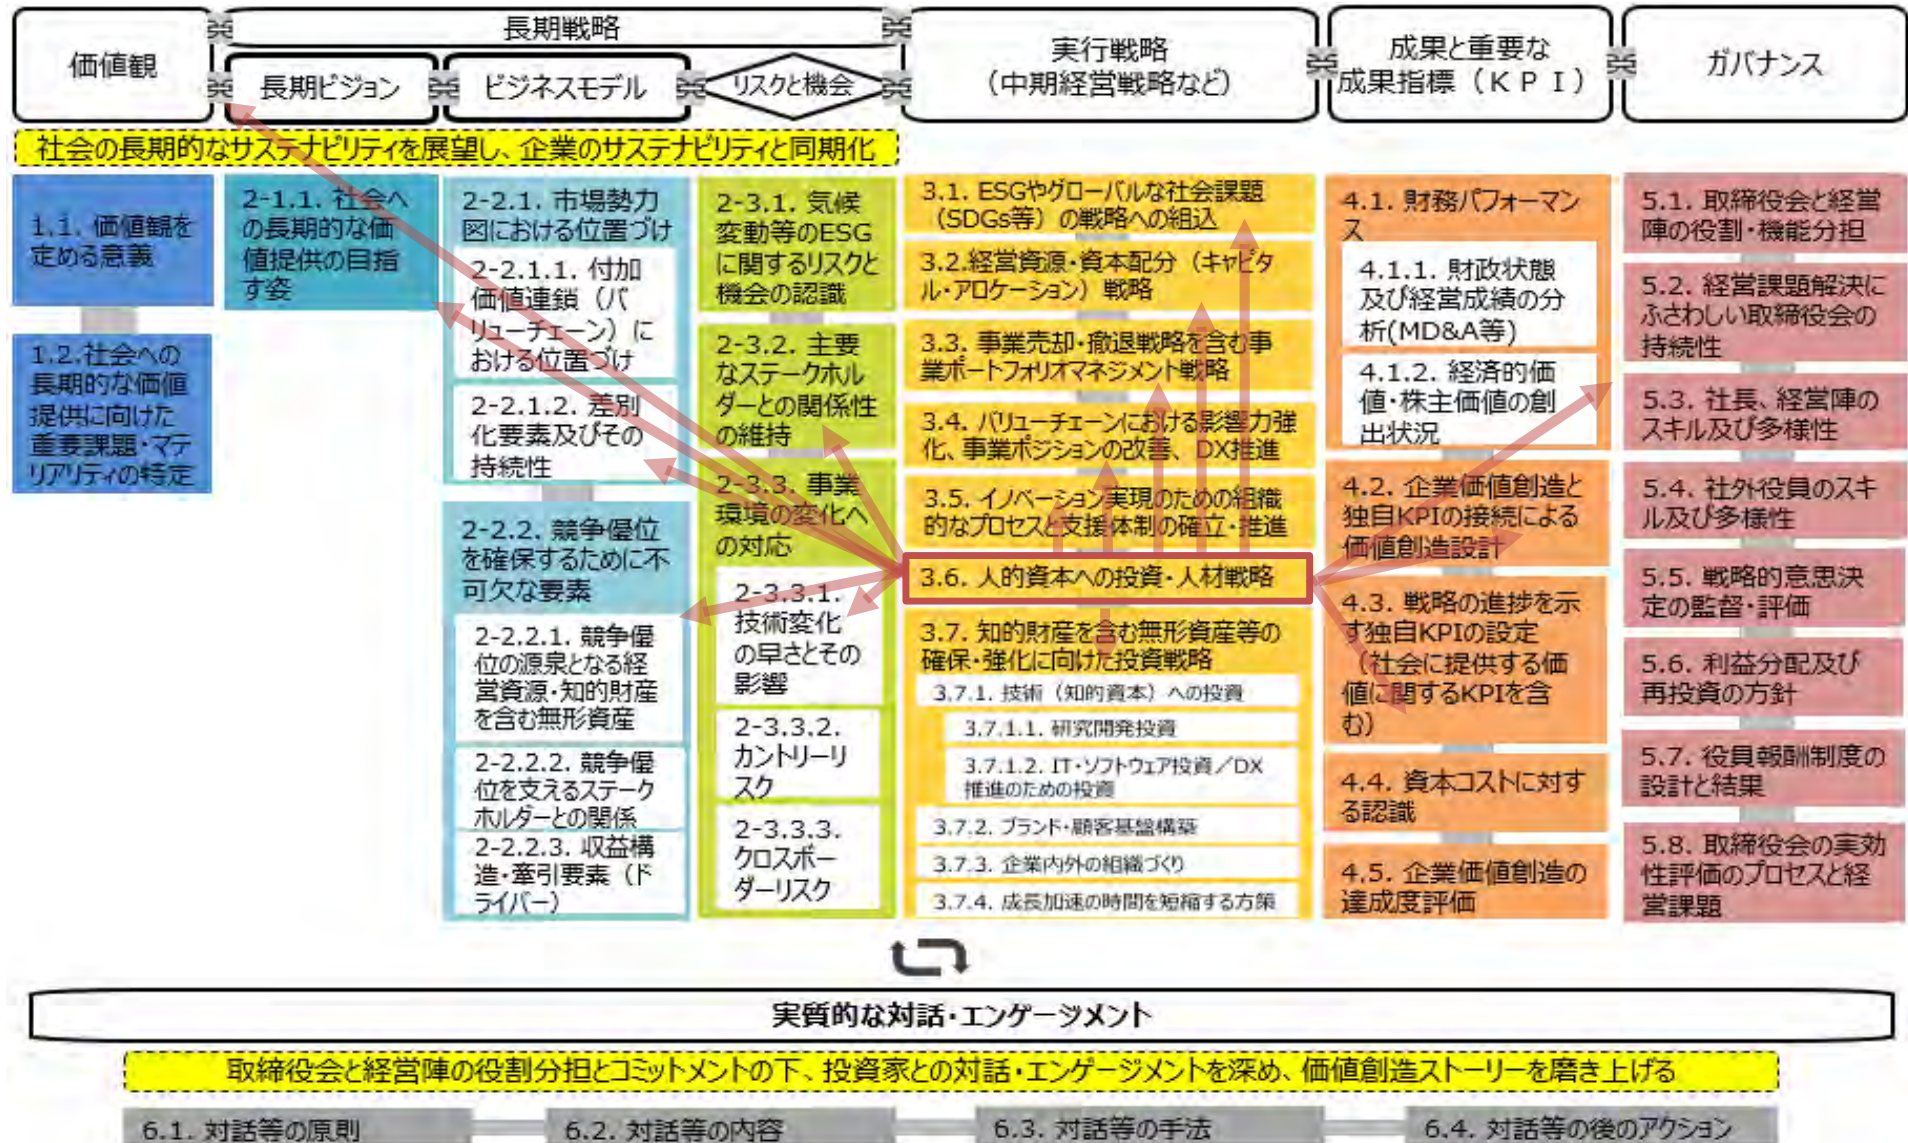 価値観
長期戦略
長期ビジョン
ビジネスモデル
リスクと機会
実行戦略
（中期経営戦略など）
成果と重要な
成果指標（ＫＰＩ）
ガバナンス
社会の長期的なサステナビリティを展望し、企業のサステナビリティと同期化
1.1. 価値観を
定める意義
1.2.社会への
長期的な価値
提供に向けた
重要課題・マテ
リアリティの特定
2-1.1. 社会へ
の長期的な価
値提供の目指
す姿
2-2.1. 市場勢力
図における位置づけ
2-2.1.1. 付加
価値連鎖（バ
リューチェーン）に
おける位置づけ
2-2.1.2. 差別
化要素及びその
持続性
2-2.2. 競争優位
を確保するために不
可欠な要素
2-2.2.1. 競争優
位の源泉となる経
営資源・知的財産
を含む無形資産
2-2.2.2. 競争優
位を支えるステーク
ホルダーとの関係
2-2.2.3. 収益構
造・牽引要素（ド
ライバー）
2-3.1. 気候
変動等のESG
に関するリスクと
機会の認識
2-3.2. 主要
なステークホル
ダーとの関係性
の維持
2-3.3. 事業
環境の変化へ
の対応
2-3.3.1.
技術変化
の早さとその
影響
2-3.3.2.
カントリーリ
スク
2-3.3.3.
クロスボー
ダーリスク
3.1. ESGやグローバルな社会課題
（SDGs等）の戦略への組込
3.2.経営資源・資本配分（キャピタ
ル・アロケーション）戦略
3.3. 事業売却・撤退戦略を含む事
業ポートフォリオマネジメント戦略
3.4. バリューチェーンにおける影響力強
化、事業ポジションの改善、DX推進
3.5. イノベーション実現のための組織
的なプロセスと支援体制の確立・推進
3.6. 人的資本への投資・人材戦略
3.7. 知的財産を含む無形資産等の
確保・強化に向けた投資戦略
3.7.1. 技術（知的資本）への投資
3.7.1.1. 研究開発投資
3.7.1.2. IT・ソフトウェア投資／DX
推進のための投資
3.7.2. ブランド・顧客基盤構築
3.7.3. 企業内外の組織づくり
3.7.4. 成長加速の時間を短縮する方策
4.1. 財務パフォーマン
ス
4.1.1. 財政状態
及び経営成績の分
析(MD&A等)
4.1.2. 経済的価
値・株主価値の創
出状況
4.2. 企業価値創造と
独自KPIの接続による
価値創造設計
4.3. 戦略の進捗を示
す独自KPIの設定
（社会に提供する価
値に関するKPIを含
む）
4.4. 資本コストに対す
る認識
4.5. 企業価値創造の
達成度評価
5.1. 取締役会と経営
陣の役割・機能分担
5.2. 経営課題解決に
ふさわしい取締役会の
持続性
5.3. 社長、経営陣の
スキル及び多様性
5.4. 社外役員のスキ
ル及び多様性
5.5. 戦略的意思決
定の監督・評価
5.6. 利益分配及び
再投資の方針
5.7. 役員報酬制度の
設計と結果
5.8. 取締役会の実効
性評価のプロセスと経
営課題
実質的な対話・エンゲージメント
取締役会と経営陣の役割分担とコミットメントの下、投資家との対話・エンゲージメントを深め、価値創造ストーリーを磨き上げる
6.1. 対話等の原則
6.2. 対話等の内容
6.3. 対話等の手法
6.4. 対話等の後のアクション